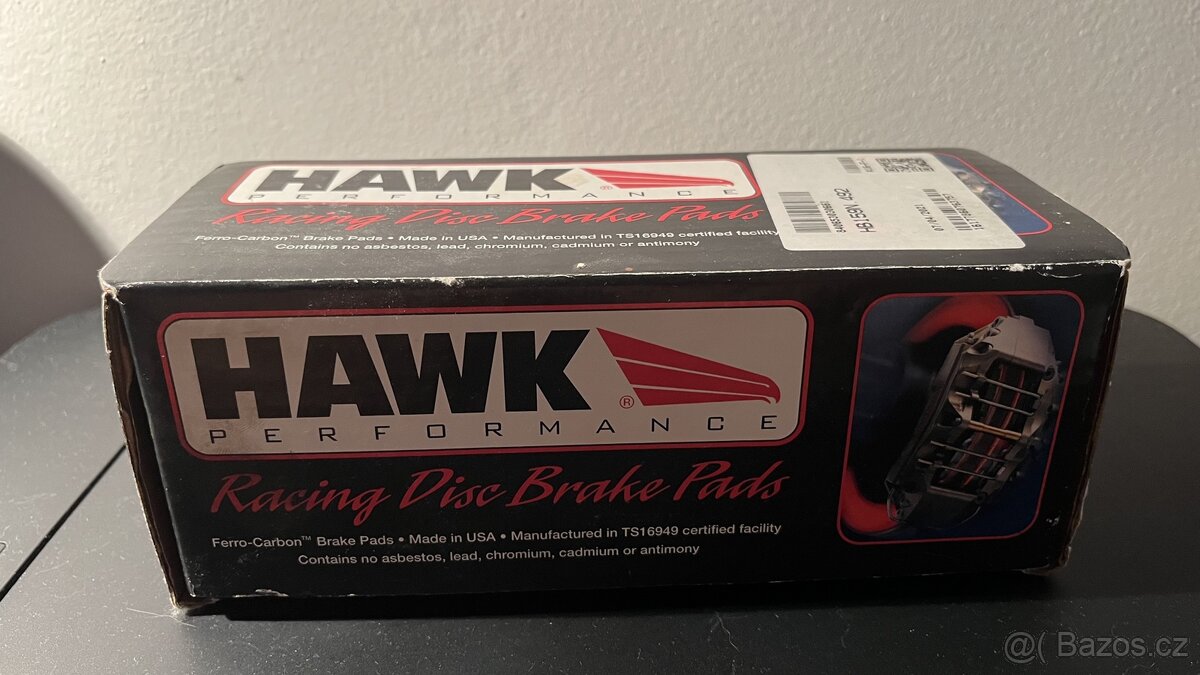 HAWK®
PERFORMANCE
Racing Disc Brake Pads
Ferro-Carbon™ Brake Pads • Made in USA • Manufactured in TS16949 certified facility
Contains no asbestos, lead, chromium, cadmium or antimony
HAWK®
PERFORMANCE
Racing Disc Brake Pads
Ferro-Carbon™ Brake Pads • Made in USA • Manufactured in TS16949 certified facility
Contains no asbestos, lead, chromium, cadmium or antimony
@( Bazos.cz